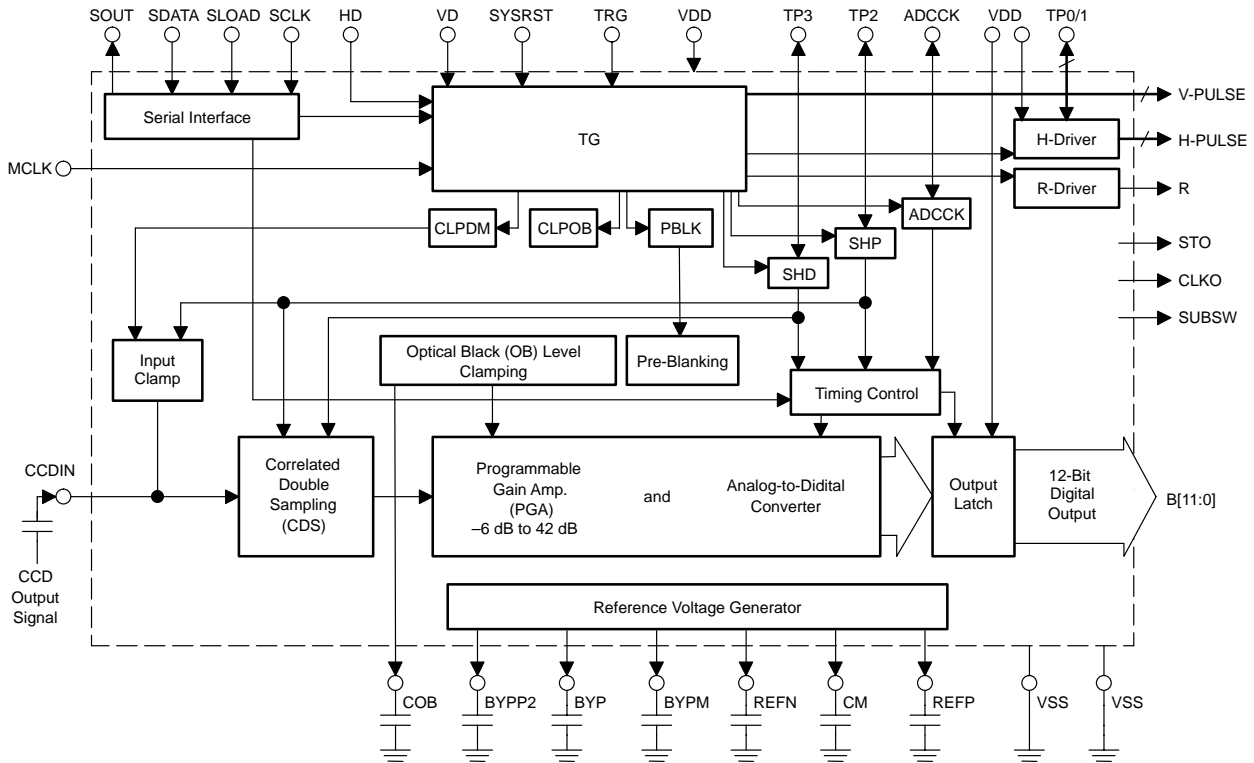 SOUT
SDATA
SLOAD
SCLK
HD
VD
SYSRST
TRG
VDD
TP3
TP2
ADCCK
VDD
TP0/1
Serial Interface
TG
V-PULSE
H-Driver
H-PULSE
MCLK
R-Driver
R
CLPDM
CLPOB
PBLK
ADCCK
SHP
SHD
STO
CLKO
SUBSW
Input
Clamp
Optical Black (OB) Level
Clamping
Pre-Blanking
Timing Control
CCDIN
Correlated
Double
Sampling
(CDS)
Programmable
Gain Amp.
(PGA)
–6 dB to 42 dB
and
Analog-to-Didital
Converter
Output
Latch
12-Bit
Digital
Output
B[11:0]
CCD
Output
Signal
Reference Voltage Generator
COB
BYPP2
BYP
BYPM
REFN
CM
REFP
VSS
VSS